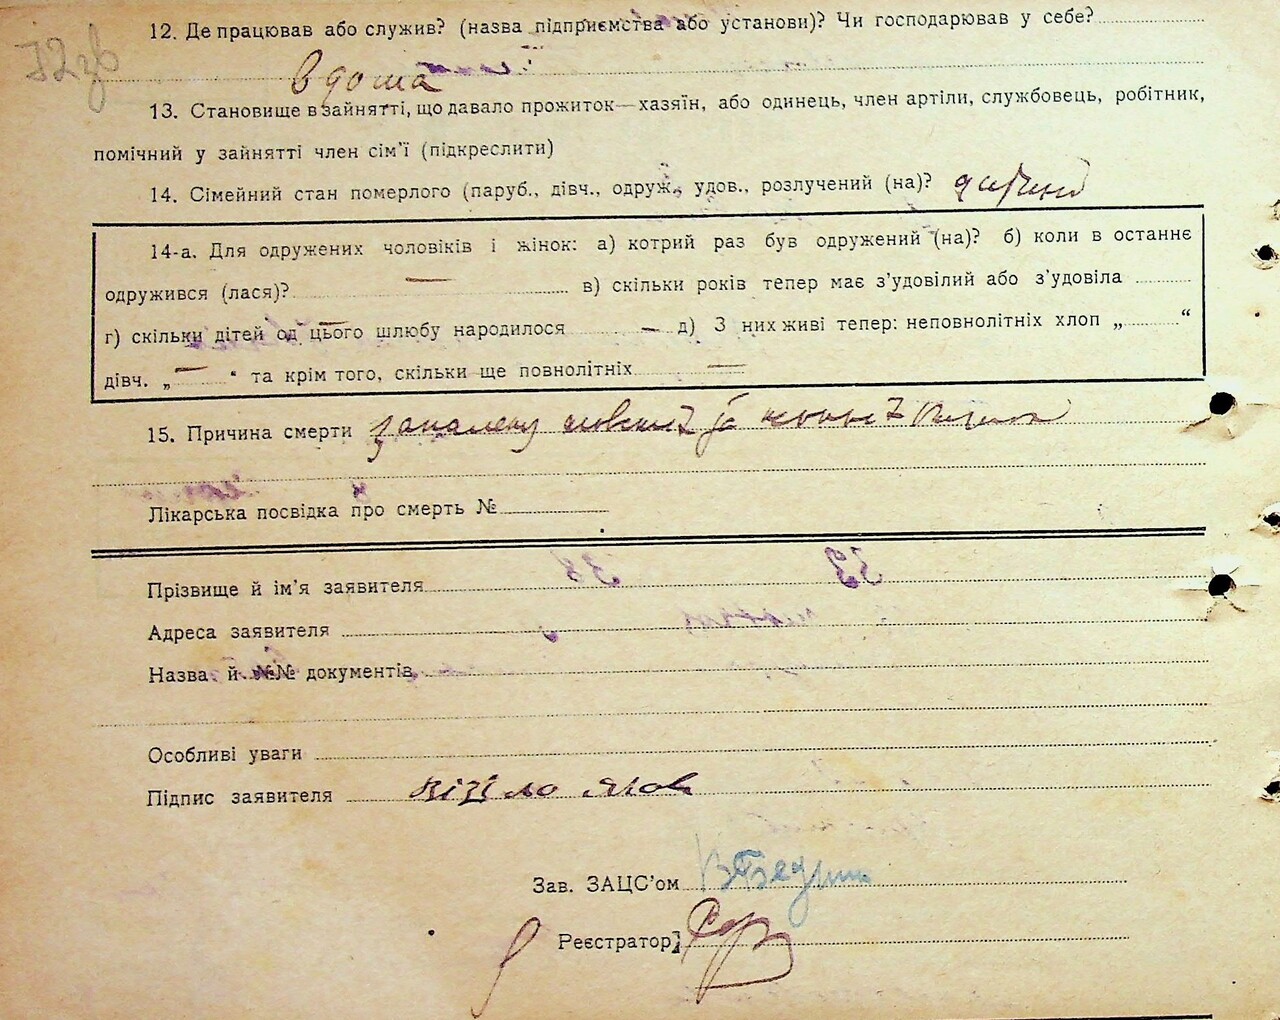 72зв
12. Де працював або служив? (назва підприємства або установи)? Чи господарював у себе?
вдома
13. Становище в зайнятті, що давало прожиток—хазяїн, або одинець, член артіли, службовець, робітник,
помічний у зайнятті член сім'ї (підкреслити)
14. Сімейний стан померлого (паруб., дівч., одруж., удов., розлучений (на)? дитина
14-а. Для одружених чоловіків і жінок: а) котрий раз був одружений (на)? б) коли в останнє
одружився (лася)? — в) скільки років тепер має з'удовілий або з'удовіла
г) скільки дітей од цього шлюбу народилося — д) З них живі тепер: неповнолітніх хлоп „ “
дівч. „ — “ та крім того, скільки ще повнолітніх —
15. Причина смерти
Лікарська посвідка про смерть №
Прізвище й ім'я заявителя
Адреса заявителя
Назва й №№ документів
Особливі уваги
Підпис заявителя
Зав. ЗАЦС'ом
Реєстратор